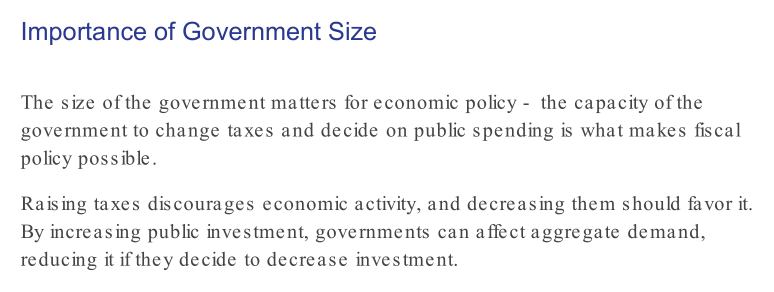 Importance of Government Size
The size of the government matters for economic policy - the capacity of the
government to change taxes and decide on public spending is what makes fiscal
policy possible.
Raising taxes discourages economic activity, and decreasing them should favor it.
By increasing public investment, governments can affect aggregate demand,
reducing it if they decide to decrease investment.